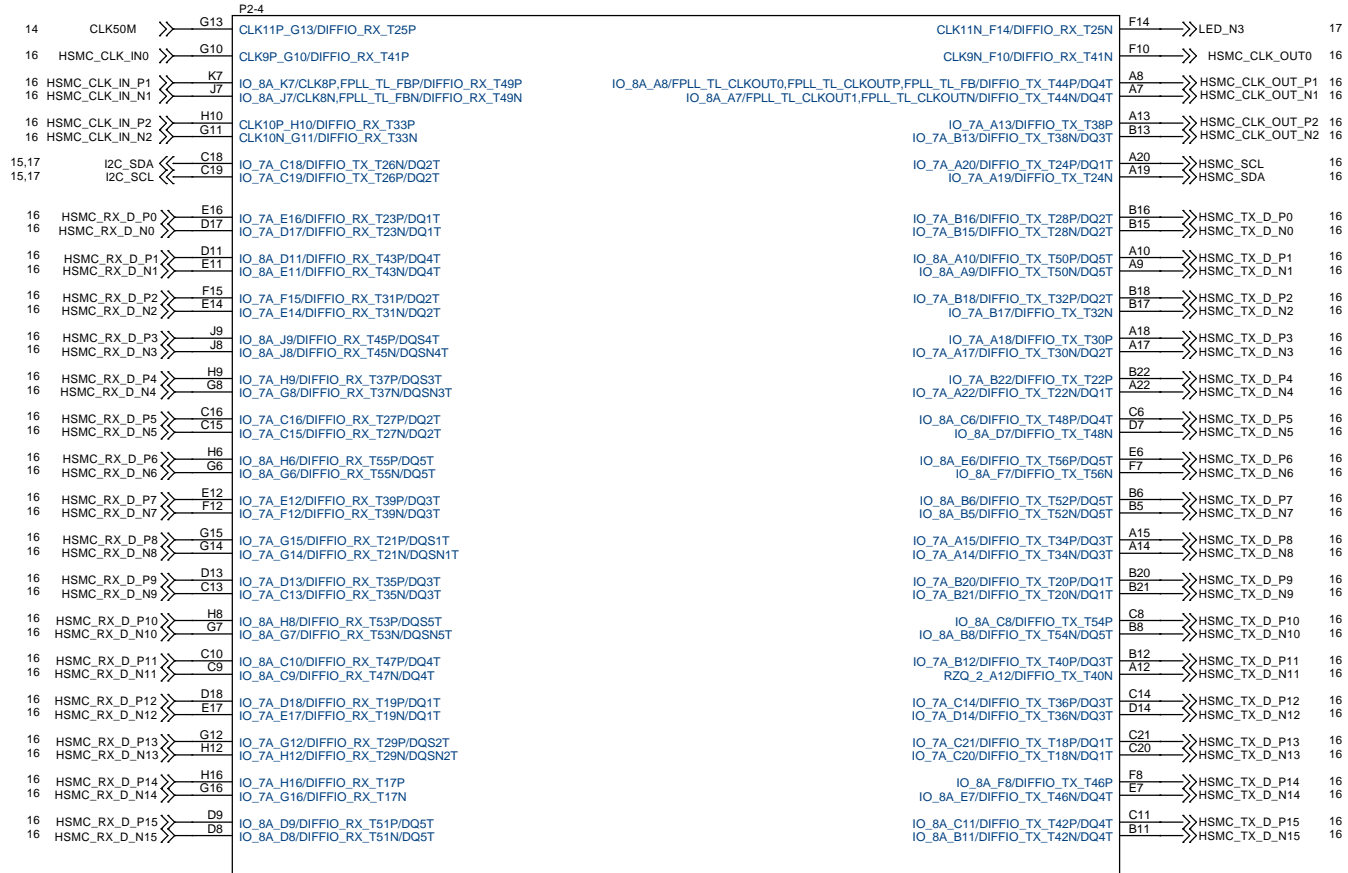 P2-4
14 CLK50M G13 CLK11P_G13/DIFFIO_RX_T25P CLK11N_F14/DIFFIO_RX_T25N F14 LED_N3 17
16 HSMC_CLK_IN0 G10 CLK9P_G10/DIFFIO_RX_T41P CLK9N_F10/DIFFIO_RX_T41N F10 HSMC_CLK_OUT0 16
16 HSMC_CLK_IN_P1 K7 IO_8A_K7/CLK8P,FPLL_TL_FBP/DIFFIO_RX_T49P IO_8A_A8/FPLL_TL_CLKOUT0,FPLL_TL_CLKOUTP,FPLL_TL_FB/DIFFIO_TX_T44P/DQ4T A8 HSMC_CLK_OUT_P1 16
16 HSMC_CLK_IN_N1 J7 IO_8A_J7/CLK8N,FPLL_TL_FBN/DIFFIO_RX_T49N IO_8A_A7/FPLL_TL_CLKOUT1,FPLL_TL_CLKOUTN/DIFFIO_TX_T44N/DQ4T A7 HSMC_CLK_OUT_N1 16
16 HSMC_CLK_IN_P2 H10 CLK10P_H10/DIFFIO_RX_T33P IO_7A_A13/DIFFIO_TX_T38P A13 HSMC_CLK_OUT_P2 16
16 HSMC_CLK_IN_N2 G11 CLK10N_G11/DIFFIO_RX_T33N IO_7A_B13/DIFFIO_TX_T38N/DQ3T B13 HSMC_CLK_OUT_N2 16
15,17 I2C_SDA C18 IO_7A_C18/DIFFIO_TX_T26N/DQ2T IO_7A_A20/DIFFIO_TX_T24P/DQ1T A20 HSMC_SCL 16
15,17 I2C_SCL C19 IO_7A_C19/DIFFIO_TX_T26P/DQ2T IO_7A_A19/DIFFIO_TX_T24N A19 HSMC_SDA 16
16 HSMC_RX_D_P0 E16 IO_7A_E16/DIFFIO_RX_T23P/DQ1T IO_7A_B16/DIFFIO_TX_T28P/DQ2T B16 HSMC_TX_D_P0 16
16 HSMC_RX_D_N0 D17 IO_7A_D17/DIFFIO_RX_T23N/DQ1T IO_7A_B15/DIFFIO_TX_T28N/DQ2T B15 HSMC_TX_D_N0 16
16 HSMC_RX_D_P1 D11 IO_8A_D11/DIFFIO_RX_T43P/DQ4T IO_8A_A10/DIFFIO_TX_T50P/DQ5T A10 HSMC_TX_D_P1 16
16 HSMC_RX_D_N1 E11 IO_8A_E11/DIFFIO_RX_T43N/DQ4T IO_8A_A9/DIFFIO_TX_T50N/DQ5T A9 HSMC_TX_D_N1 16
16 HSMC_RX_D_P2 F15 IO_7A_F15/DIFFIO_RX_T31P/DQ2T IO_7A_B18/DIFFIO_TX_T32P/DQ2T B18 HSMC_TX_D_P2 16
16 HSMC_RX_D_N2 E14 IO_7A_E14/DIFFIO_RX_T31N/DQ2T IO_7A_B17/DIFFIO_TX_T32N B17 HSMC_TX_D_N2 16
16 HSMC_RX_D_P3 J9 IO_8A_J9/DIFFIO_RX_T45P/DQS4T IO_7A_A18/DIFFIO_TX_T30P A18 HSMC_TX_D_P3 16
16 HSMC_RX_D_N3 J8 IO_8A_J8/DIFFIO_RX_T45N/DQSN4T IO_7A_A17/DIFFIO_TX_T30N/DQ2T A17 HSMC_TX_D_N3 16
16 HSMC_RX_D_P4 H9 IO_7A_H9/DIFFIO_RX_T37P/DQS3T IO_7A_B22/DIFFIO_TX_T22P B22 HSMC_TX_D_P4 16
16 HSMC_RX_D_N4 G8 IO_7A_G8/DIFFIO_RX_T37N/DQSN3T IO_7A_A22/DIFFIO_TX_T22N/DQ1T A22 HSMC_TX_D_N4 16
16 HSMC_RX_D_P5 C16 IO_7A_C16/DIFFIO_RX_T27P/DQ2T IO_8A_C6/DIFFIO_TX_T48P/DQ4T C6 HSMC_TX_D_P5 16
16 HSMC_RX_D_N5 C15 IO_7A_C15/DIFFIO_RX_T27N/DQ2T IO_8A_D7/DIFFIO_TX_T48N D7 HSMC_TX_D_N5 16
16 HSMC_RX_D_P6 H6 IO_8A_H6/DIFFIO_RX_T55P/DQ5T IO_8A_E6/DIFFIO_TX_T56P/DQ5T E6 HSMC_TX_D_P6 16
16 HSMC_RX_D_N6 G6 IO_8A_G6/DIFFIO_RX_T55N/DQ5T IO_8A_F7/DIFFIO_TX_T56N F7 HSMC_TX_D_N6 16
16 HSMC_RX_D_P7 E12 IO_7A_E12/DIFFIO_RX_T39P/DQ3T IO_8A_B6/DIFFIO_TX_T52P/DQ5T B6 HSMC_TX_D_P7 16
16 HSMC_RX_D_N7 F12 IO_7A_F12/DIFFIO_RX_T39N/DQ3T IO_8A_B5/DIFFIO_TX_T52N/DQ5T B5 HSMC_TX_D_N7 16
16 HSMC_RX_D_P8 G15 IO_7A_G15/DIFFIO_RX_T21P/DQS1T IO_7A_A15/DIFFIO_TX_T34P/DQ3T A15 HSMC_TX_D_P8 16
16 HSMC_RX_D_N8 G14 IO_7A_G14/DIFFIO_RX_T21N/DQSN1T IO_7A_A14/DIFFIO_TX_T34N/DQ3T A14 HSMC_TX_D_N8 16
16 HSMC_RX_D_P9 D13 IO_7A_D13/DIFFIO_RX_T35P/DQ3T IO_7A_B20/DIFFIO_TX_T20P/DQ1T B20 HSMC_TX_D_P9 16
16 HSMC_RX_D_N9 C13 IO_7A_C13/DIFFIO_RX_T35N/DQ3T IO_7A_B21/DIFFIO_TX_T20N/DQ1T B21 HSMC_TX_D_N9 16
16 HSMC_RX_D_P10 H8 IO_8A_H8/DIFFIO_RX_T53P/DQS5T IO_8A_C8/DIFFIO_TX_T54P C8 HSMC_TX_D_P10 16
16 HSMC_RX_D_N10 G7 IO_8A_G7/DIFFIO_RX_T53N/DQSN5T IO_8A_B8/DIFFIO_TX_T54N/DQ5T B8 HSMC_TX_D_N10 16
16 HSMC_RX_D_P11 C10 IO_8A_C10/DIFFIO_RX_T47P/DQ4T IO_7A_B12/DIFFIO_TX_T40P/DQ3T B12 HSMC_TX_D_P11 16
16 HSMC_RX_D_N11 C9 IO_8A_C9/DIFFIO_RX_T47N/DQ4T RZQ_2_A12/DIFFIO_TX_T40N A12 HSMC_TX_D_N11 16
16 HSMC_RX_D_P12 D18 IO_7A_D18/DIFFIO_RX_T19P/DQ1T IO_7A_C14/DIFFIO_TX_T36P/DQ3T C14 HSMC_TX_D_P12 16
16 HSMC_RX_D_N12 E17 IO_7A_E17/DIFFIO_RX_T19N/DQ1T IO_7A_D14/DIFFIO_TX_T36N/DQ3T D14 HSMC_TX_D_N12 16
16 HSMC_RX_D_P13 G12 IO_7A_G12/DIFFIO_RX_T29P/DQS2T IO_7A_C21/DIFFIO_TX_T18P/DQ1T C21 HSMC_TX_D_P13 16
16 HSMC_RX_D_N13 H12 IO_7A_H12/DIFFIO_RX_T29N/DQSN2T IO_7A_C20/DIFFIO_TX_T18N/DQ1T C20 HSMC_TX_D_N13 16
16 HSMC_RX_D_P14 H16 IO_7A_H16/DIFFIO_RX_T17P IO_8A_F8/DIFFIO_TX_T46P F8 HSMC_TX_D_P14 16
16 HSMC_RX_D_N14 G16 IO_7A_G16/DIFFIO_RX_T17N IO_8A_E7/DIFFIO_TX_T46N/DQ4T E7 HSMC_TX_D_N14 16
16 HSMC_RX_D_P15 D9 IO_8A_D9/DIFFIO_RX_T51P/DQ5T IO_8A_C11/DIFFIO_TX_T42P/DQ4T C11 HSMC_TX_D_P15 16
16 HSMC_RX_D_N15 D8 IO_8A_D8/DIFFIO_RX_T51N/DQ5T IO_8A_B11/DIFFIO_TX_T42N/DQ4T B11 HSMC_TX_D_N15 16